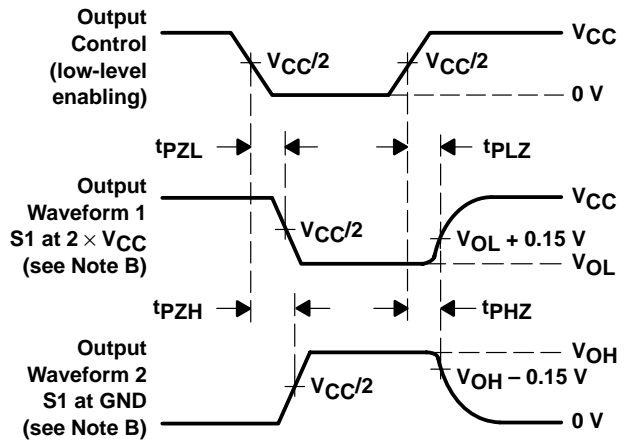 Output
Control
(low-level
enabling)
VCC/2
VCC/2
VCC
0 V
tPZL
tPLZ
Output
Waveform 1
S1 at 2 × VCC
(see Note B)
VCC/2
VCC
VOL + 0.15 V
VOL
tPZH
tPHZ
Output
Waveform 2
S1 at GND
(see Note B)
VCC/2
VOH
VOH − 0.15 V
0 V